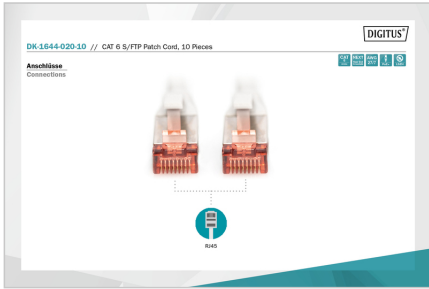 DIGITUS®
DK-1644-020-10 // CAT 6 S/FTP Patch Cord, 10 Pieces
Anschlüsse
Connections
RJ45